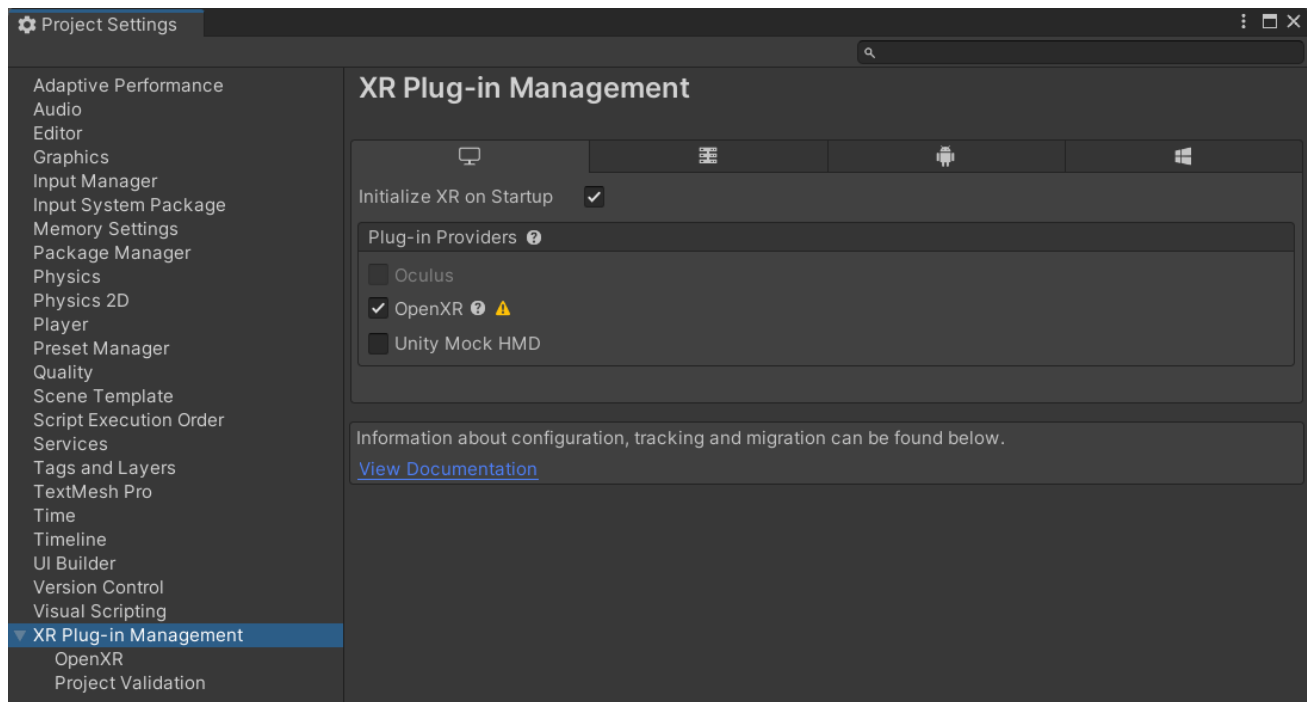 Project Settings
Adaptive Performance
Audio
Editor
Graphics
Input Manager
Input System Package
Memory Settings
Package Manager
Physics
Physics 2D
Player
Preset Manager
Quality
Scene Template
Script Execution Order
Services
Tags and Layers
TextMesh Pro
Time
Timeline
UI Builder
Version Control
Visual Scripting
XR Plug-in Management
OpenXR
Project Validation
XR Plug-in Management
Initialize XR on Startup
Plug-in Providers
Oculus
OpenXR
Unity Mock HMD
Information about configuration, tracking and migration can be found below.
View Documentation